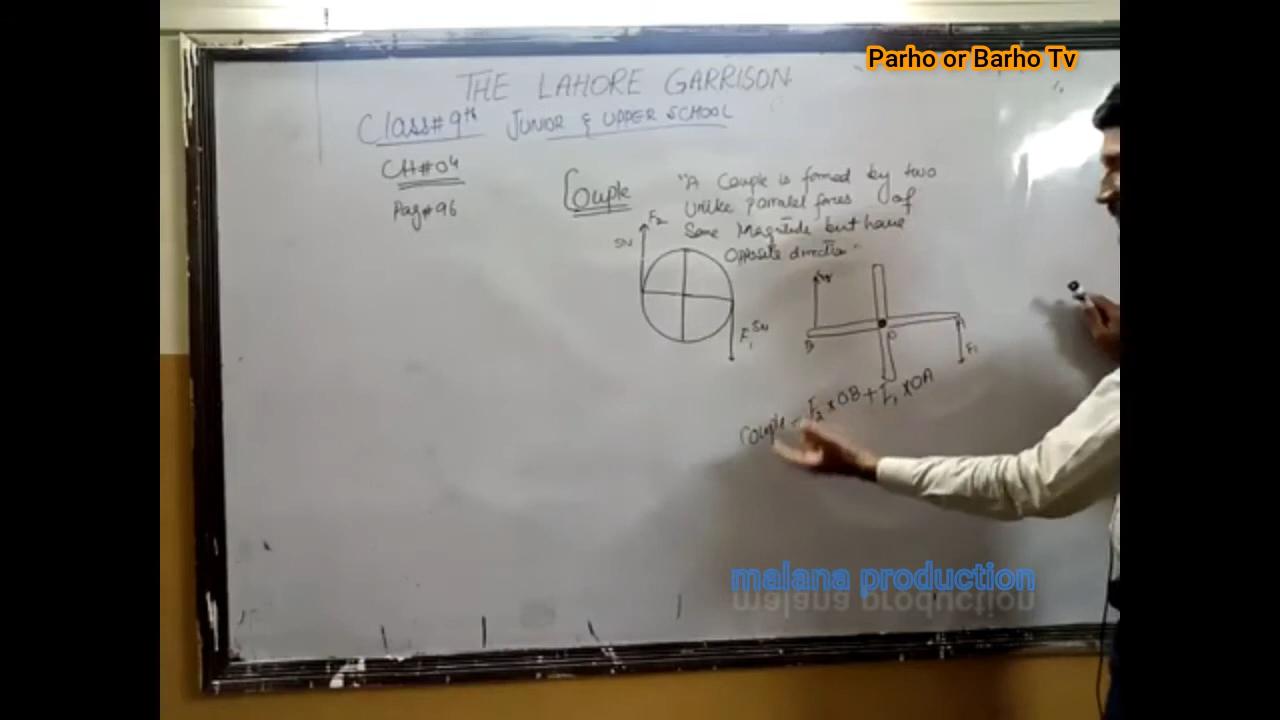 Parho or Barho Tv
THE LAHORE GARRISON
Class# 9th JUNIOR & UPPER SCHOOL
CH#04
Pag#96
Couple
"A Couple is formed by two
Unlike parralel forces of
Same Magnitude but have
Opposite direction"
F2
5N
F1 5N
B
O
F1
Couple = F2 × OB + F1 × OA
malana production